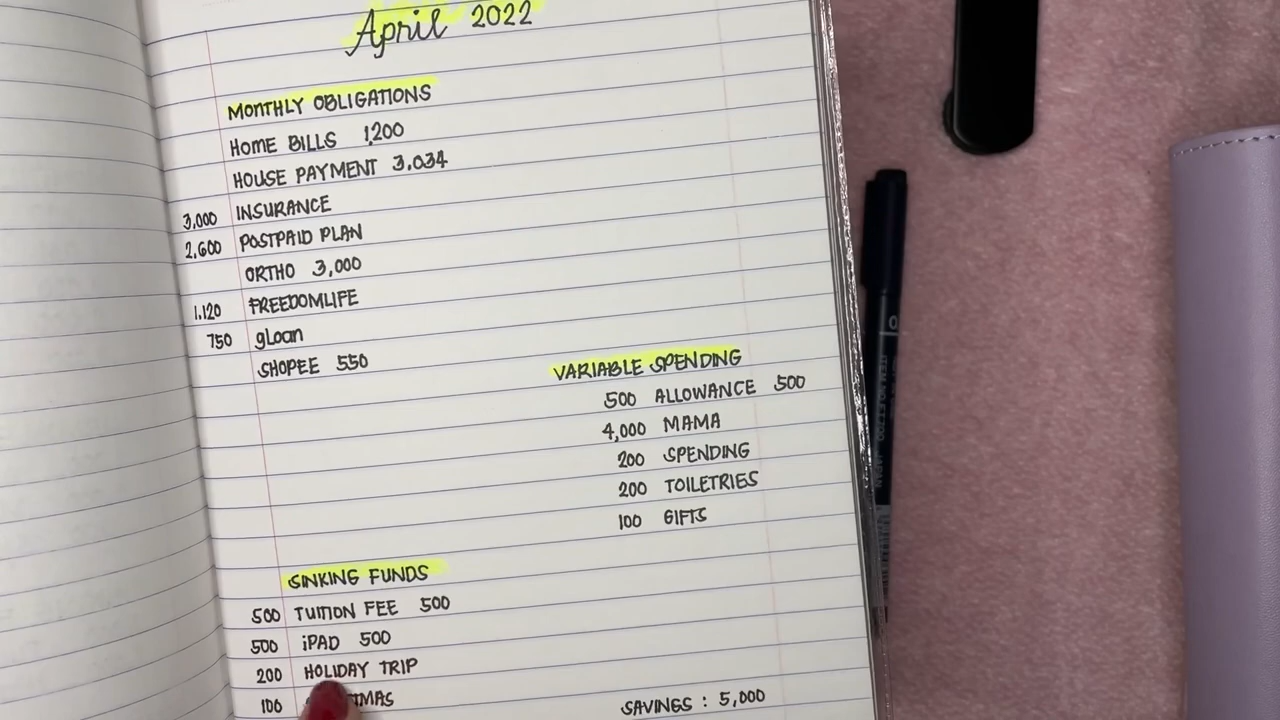 April 2022
MONTHLY OBLIGATIONS
HOME BILLS 1,200
HOUSE PAYMENT 3,034
3,000 INSURANCE
2,600 POSTPAID PLAN
ORTHO 3,000
1,120 FREEDOMLIFE
750 gLoan
SHOPEE 550
VARIABLE SPENDING
500 ALLOWANCE 500
4,000 MAMA
200 SPENDING
200 TOILETRIES
100 GIFTS
SINKING FUNDS
500 TUITION FEE 500
500 iPAD 500
200 HOLIDAY TRIP
100
SAVINGS : 5,000